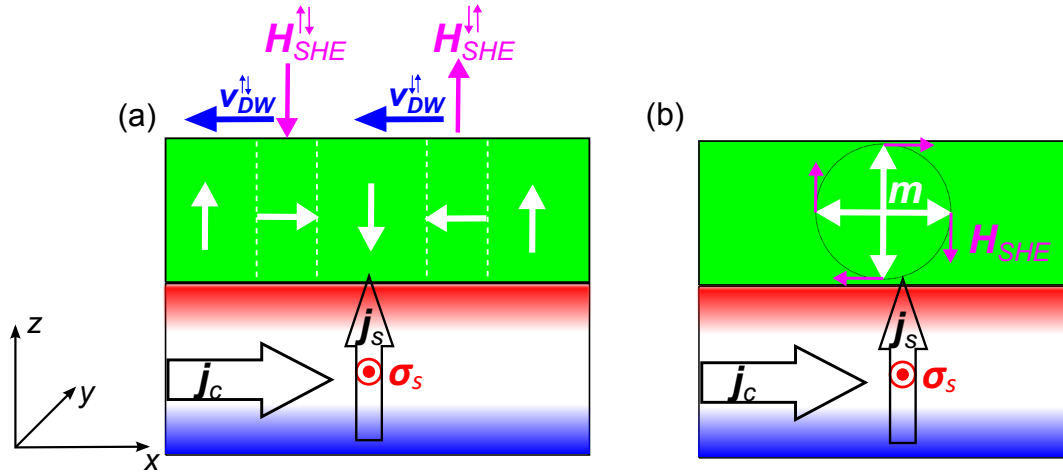 H_SHE^↑↓ H_SHE^↓↑
v_DW^↑↓ v_DW^↓↑
(a)
j_s
σ_s
j_c
z
y
x
(b)
m
H_SHE
j_s
σ_s
j_c